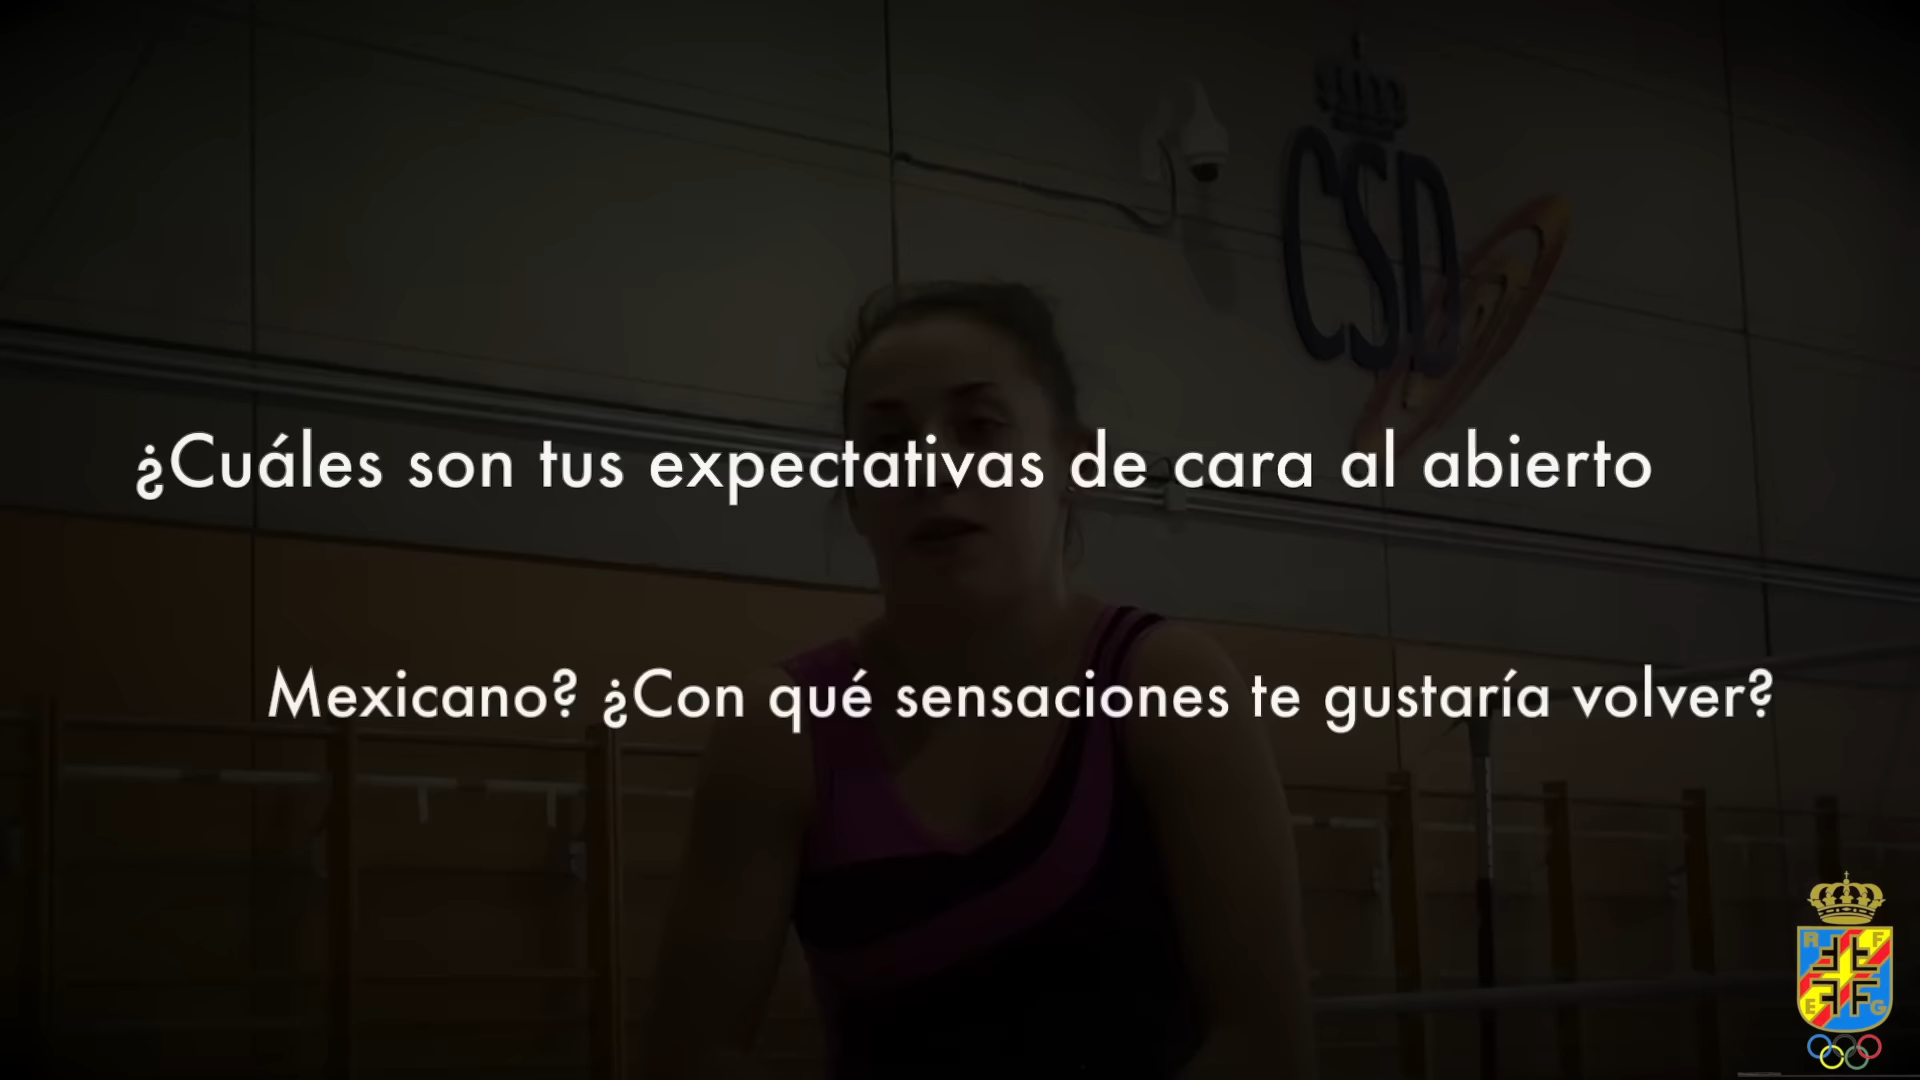 CSD
¿Cuáles son tus expectativas de cara al abierto
Mexicano? ¿Con qué sensaciones te gustaría volver?
R F
E F G